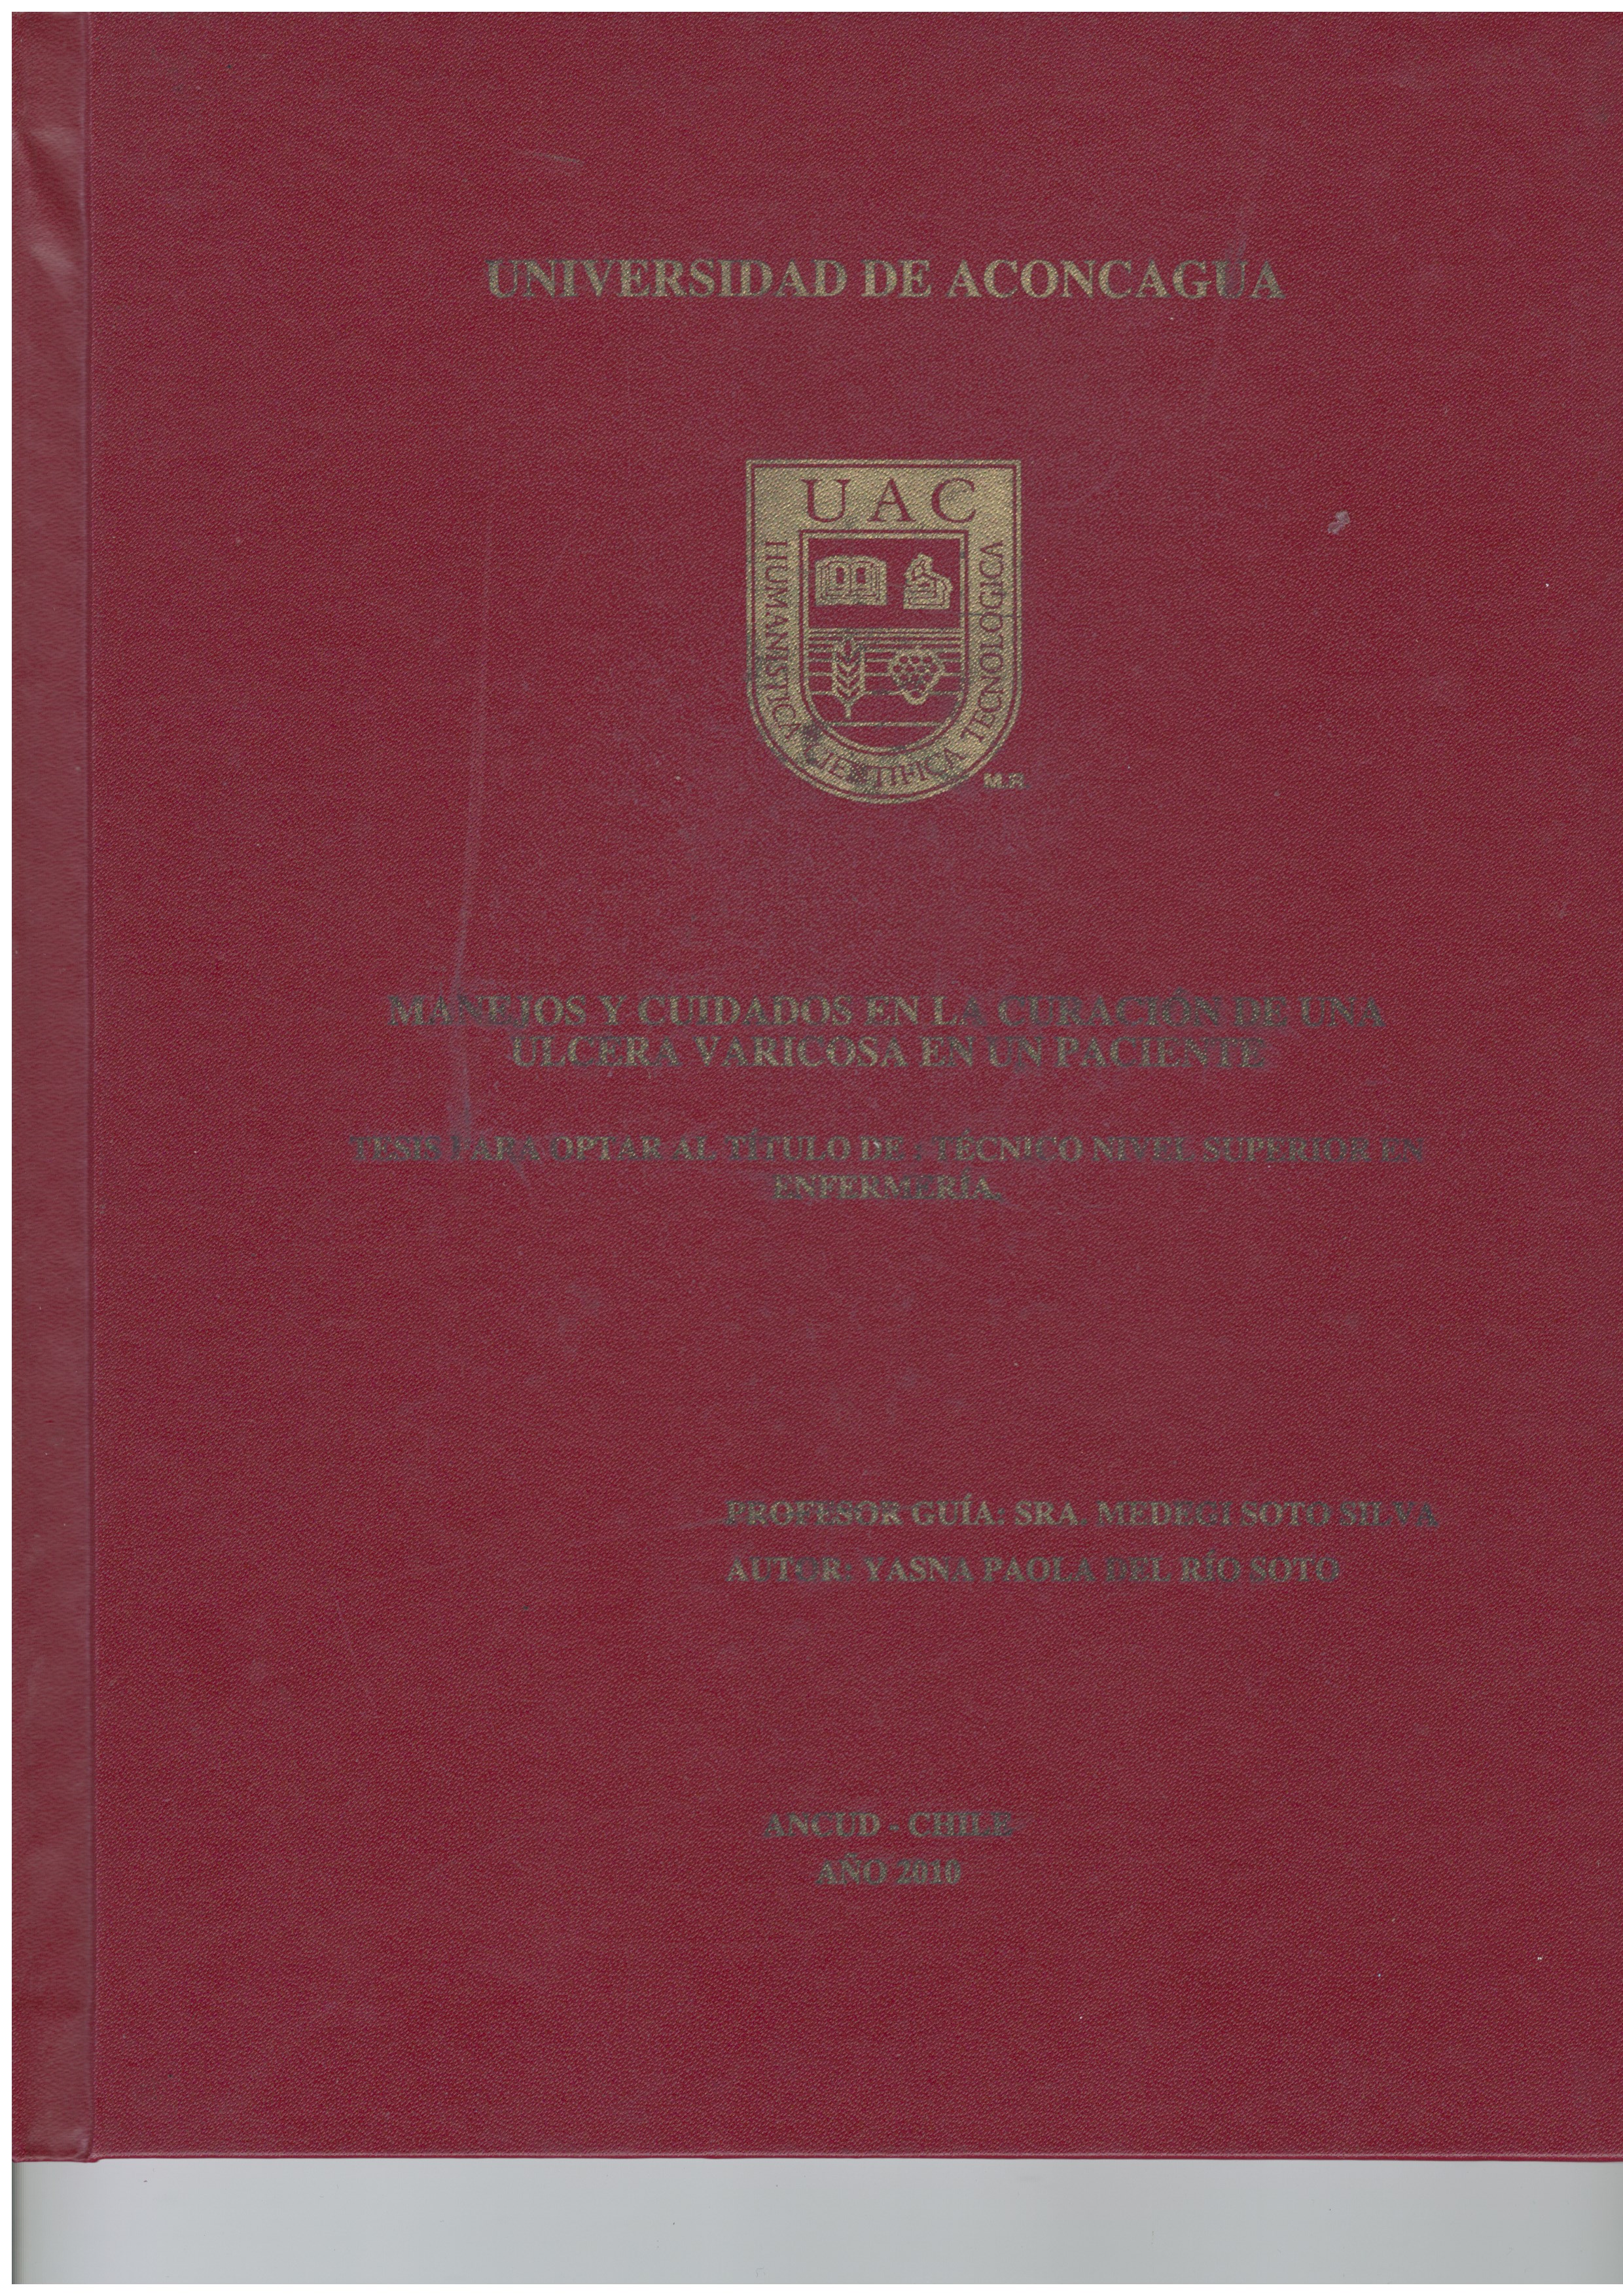 UNIVERSIDAD DE ACONCAGUA
UAC
HUMANISTICA CIENTIFICA TECNOLOGICA
M.R.
MANEJOS Y CUIDADOS EN LA CURACIÓN DE UNA
ULCERA VARICOSA EN UN PACIENTE
TESIS PARA OPTAR AL TÍTULO DE : TÉCNICO NIVEL SUPERIOR EN
ENFERMERÍA.
PROFESOR GUÍA: SRA. MEDEGI SOTO SILVA
AUTOR: YASNA PAOLA DEL RÍO SOTO
ANCUD - CHILE
AÑO 2010